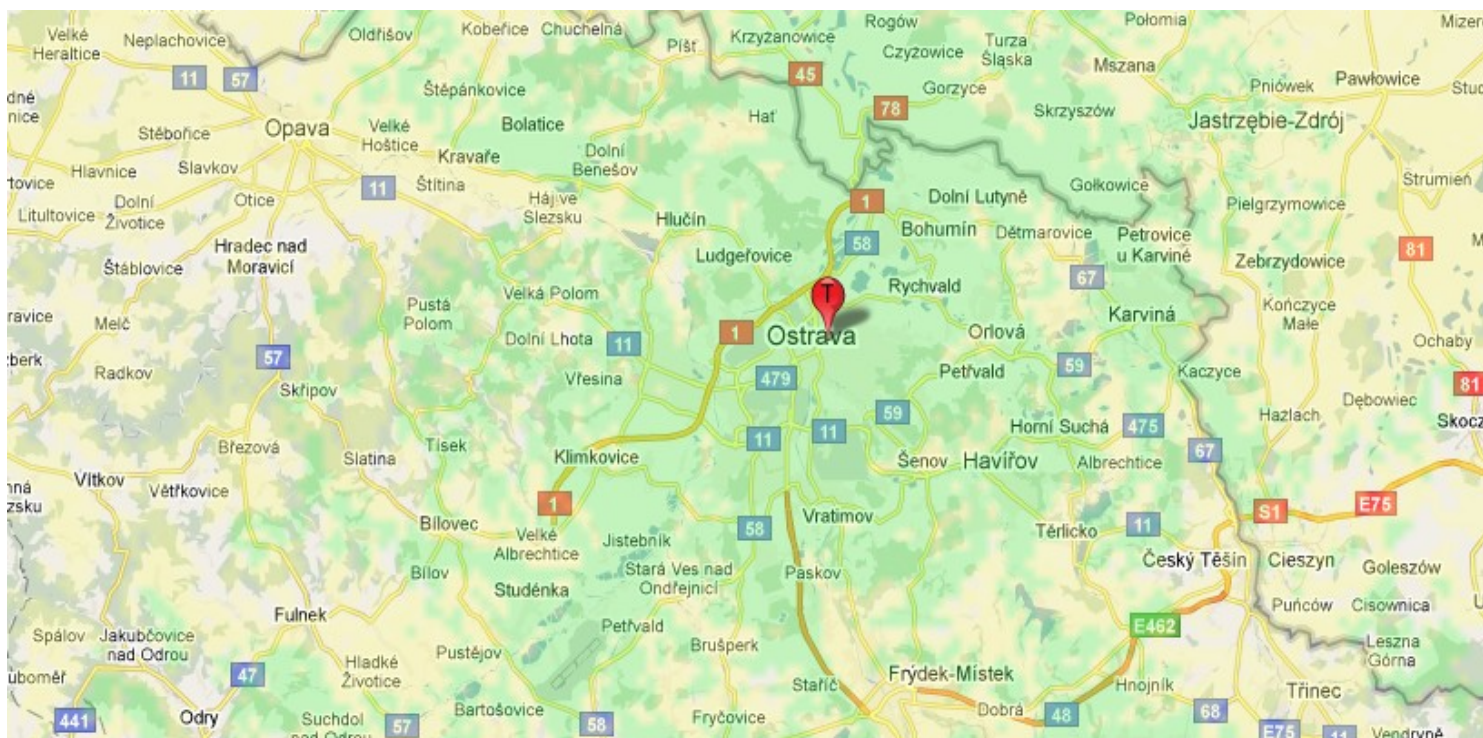 Velké
Heraltice
Neplachovice
Oldřišov
Kobeřice
Chuchelná
Píšť
Krzyżanowice
Rogów
Czyżowice
Turza
Śląska
Połomia
Mszana
Pniówek
Pawłowice
11
57
45
78
Gorzyce
Skrzyszów
Jastrzębie-Zdrój
Štěpánkovice
Bolatice
Hať
Stěbořice
Opava
Velké
Hoštice
Kravaře
Dolní
Benešov
Hlavnice
Slavkov
11
Štítina
Háj ve
Slezsku
Litultovice
Dolní
Životice
Otice
Hlučín
1
Dolní Lutyně
Gołkowice
Strumień
Pielgrzymowice
Hradec nad
Moravicí
Bohumín
Dětmarovice
Petrovice
u Karviné
58
81
Štáblovice
Ludgeřovice
67
Zebrzydowice
Pustá
Polom
Velká Polom
Rychvald
T
Kończyce
Małe
Melč
Karviná
Dolní Lhota
11
1
Ostrava
Orlová
Ochaby
57
Radkov
Skřipov
Vřesina
479
Petřvald
59
Kaczyce
81
Dębowiec
59
Hažlach
Březová
Tísek
Slatina
11
11
Horní Suchá
475
67
Klimkovice
Šenov
Havířov
Albrechtice
Vítkov
Větřkovice
1
S1
E75
Vratimov
Bílovec
Velké
Albrechtice
Jistebník
58
Těrlicko
11
Český Těšín
Cieszyn
Goleszów
Bílov
Studénka
Stará Ves nad
Ondřejnicí
Paskov
Fulnek
Puńców
Cisownica
Spálov
Jakubčovice
nad Odrou
Petřvald
Brušperk
E462
Leszna
Górna
Pustějov
Hladké
Životice
47
Staříč
Frýdek-Místek
Hnojník
Třinec
441
Odry
Suchdol
nad Odrou
57
Bartošovice
58
Fryčovice
Dobrá
48
68
E75
11
Vendryně